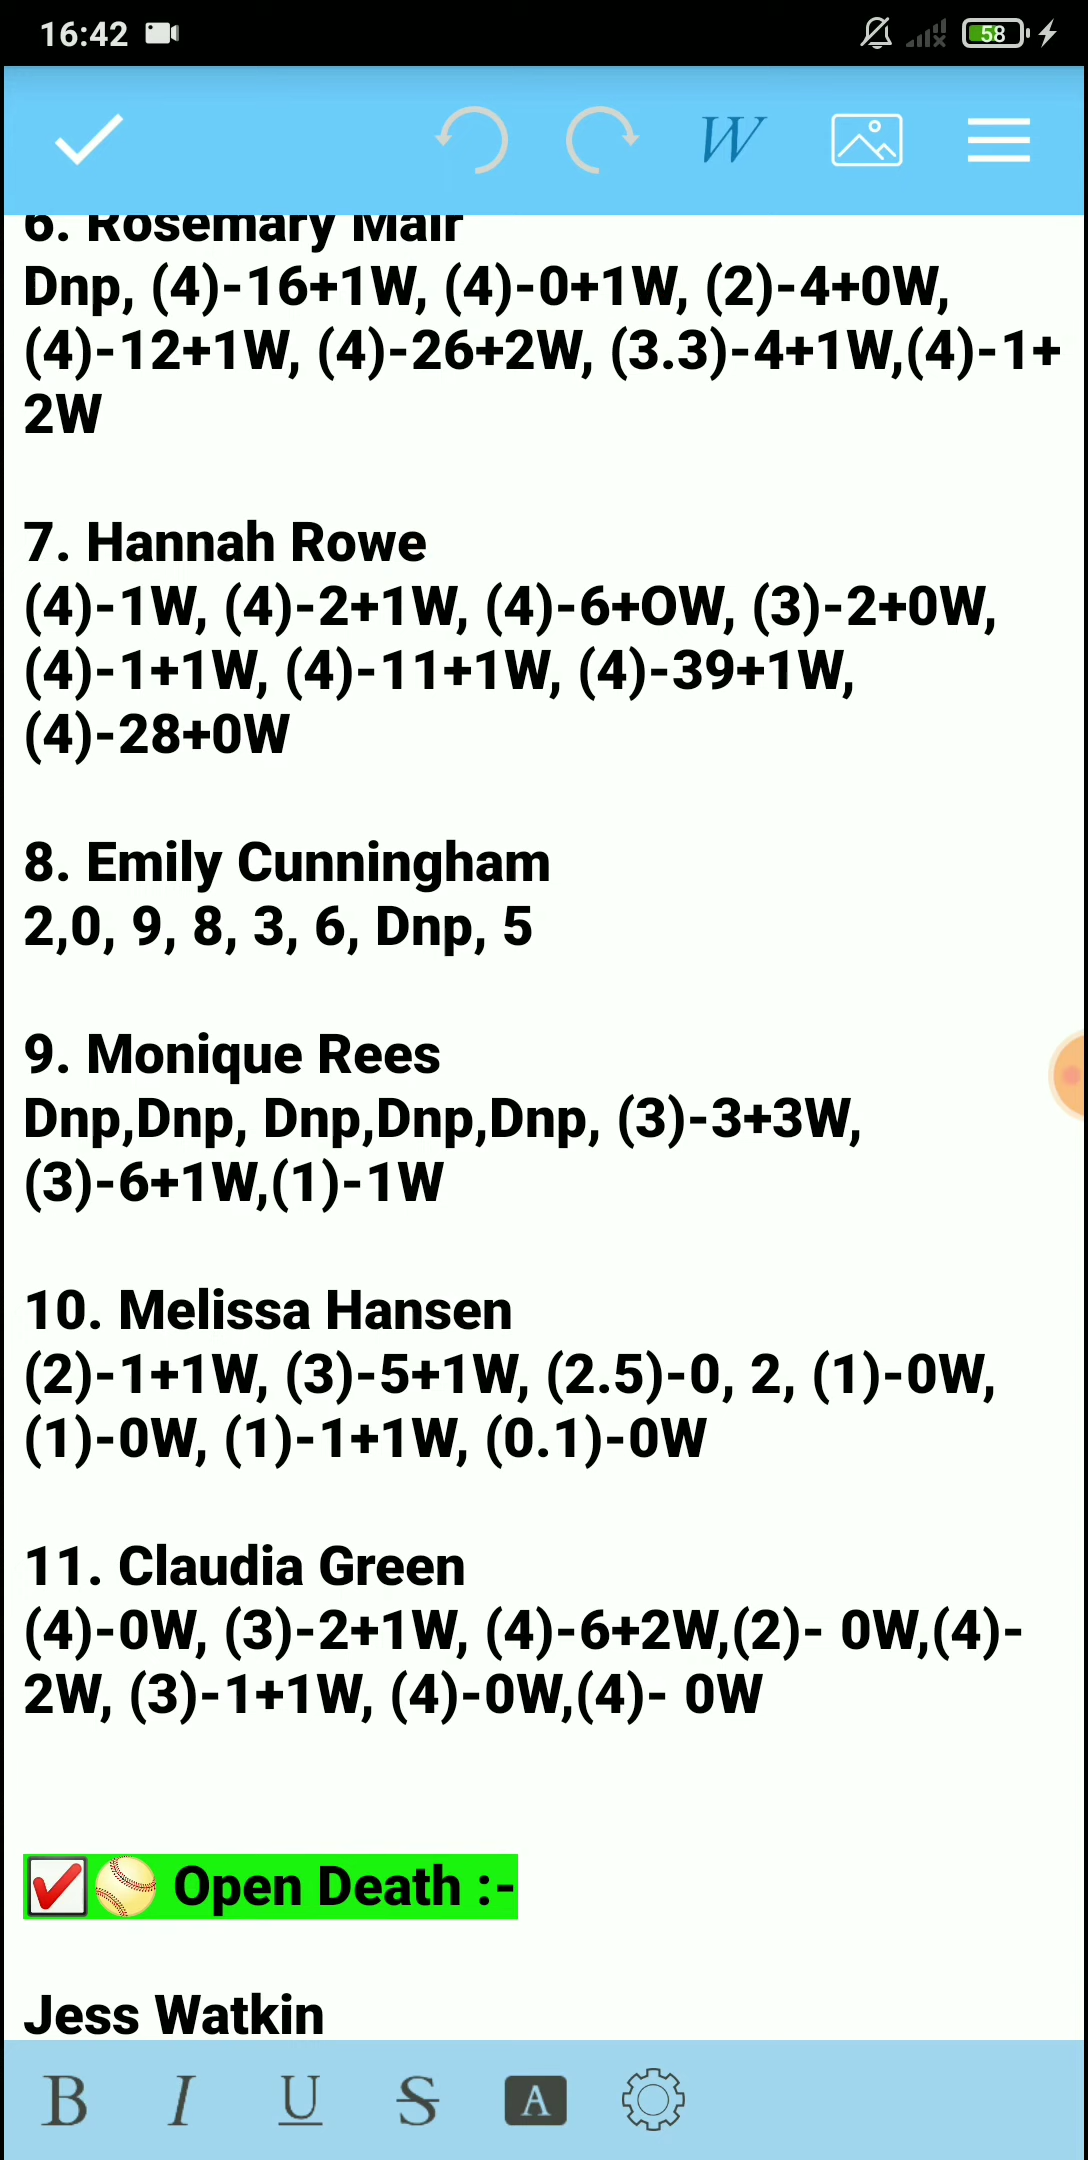 16:42
58
W
6. Rosemary Mair
Dnp, (4)-16+1W, (4)-0+1W, (2)-4+0W,
(4)-12+1W, (4)-26+2W, (3.3)-4+1W,(4)-1+
2W
7. Hannah Rowe
(4)-1W, (4)-2+1W, (4)-6+OW, (3)-2+0W,
(4)-1+1W, (4)-11+1W, (4)-39+1W,
(4)-28+0W
8. Emily Cunningham
2,0, 9, 8, 3, 6, Dnp, 5
9. Monique Rees
Dnp,Dnp, Dnp,Dnp,Dnp, (3)-3+3W,
(3)-6+1W,(1)-1W
10. Melissa Hansen
(2)-1+1W, (3)-5+1W, (2.5)-0, 2, (1)-0W,
(1)-0W, (1)-1+1W, (0.1)-0W
11. Claudia Green
(4)-0W, (3)-2+1W, (4)-6+2W,(2)- 0W,(4)-
2W, (3)-1+1W, (4)-0W,(4)- 0W
Open Death :-
Jess Watkin
B I U S A